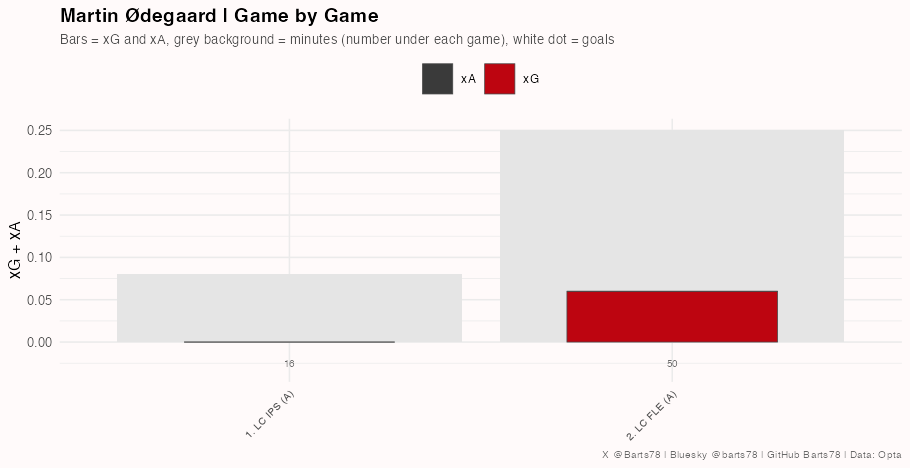 Martin Ødegaard | Game by Game
Bars = xG and xA, grey background = minutes (number under each game), white dot = goals
xA
xG
xG + xA
0.25
0.20
0.15
0.10
0.05
0.00
16
50
1. LC IPS (A)
2. LC FLE (A)
X @Barts78 | Bluesky @barts78 | GitHub Barts78 | Data: Opta